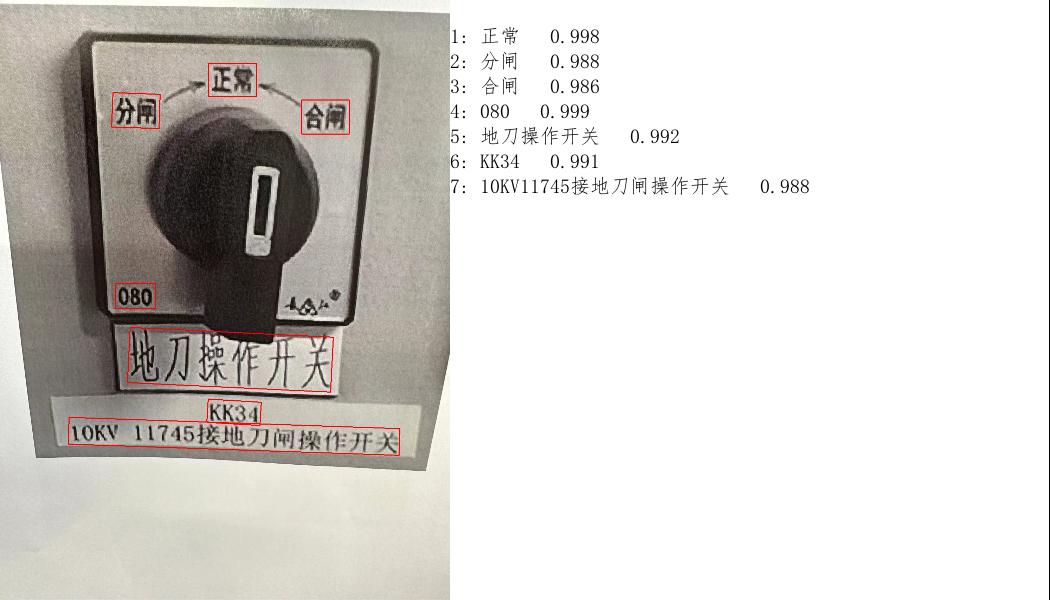 正常
分闸
合闸
080
地刀操作开关
KK34
10KV 11745接地刀闸操作开关
1: 正常 0.998
2: 分闸 0.988
3: 合闸 0.986
4: 080 0.999
5: 地刀操作开关 0.992
6: KK34 0.991
7: 10KV11745接地刀闸操作开关 0.988